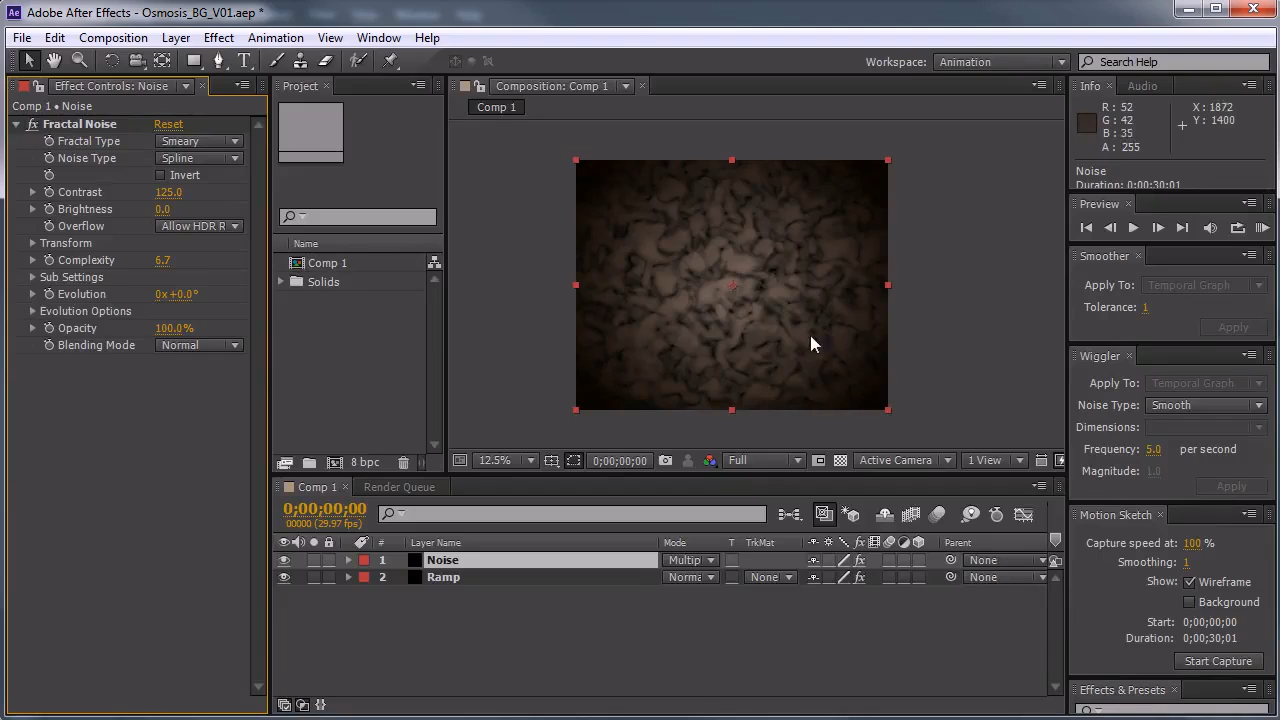 Adobe After Effects - Osmosis_BG_V01.aep *
File Edit Composition Layer Effect Animation View Window Help
Workspace: Animation Search Help
Effect Controls: Noise
Comp 1 • Noise
fx Fractal Noise Reset
Fractal Type Smeary
Noise Type Spline
Invert
Contrast 125.0
Brightness 0.0
Overflow Allow HDR R
Transform
Complexity 6.7
Sub Settings
Evolution 0x+0.0°
Evolution Options
Opacity 100.0%
Blending Mode Normal
Project
Name
Comp 1
Solids
8 bpc
Composition: Comp 1
Comp 1
12.5% 0;00;00;00 Full Active Camera 1 View
Info Audio
R : 52
G : 42
B : 35
A : 255
X : 1872
Y : 1400
Noise
Duration: 0;00;30;01
Preview
Smoother
Apply To: Temporal Graph
Tolerance: 1
Apply
Wiggler
Apply To: Temporal Graph
Noise Type: Smooth
Dimensions:
Frequency: 5.0 per second
Magnitude: 1.0
Apply
Motion Sketch
Capture speed at: 100 %
Smoothing: 1
Show: Wireframe
Background
Start: 0;00;00;00
Duration: 0;00;30;01
Start Capture
Effects & Presets
Comp 1 Render Queue
0;00;00;00
00000 (29.97 fps)
# Layer Name Mode T TrkMat Parent
1 Noise Multip fx None
2 Ramp Norma None fx None